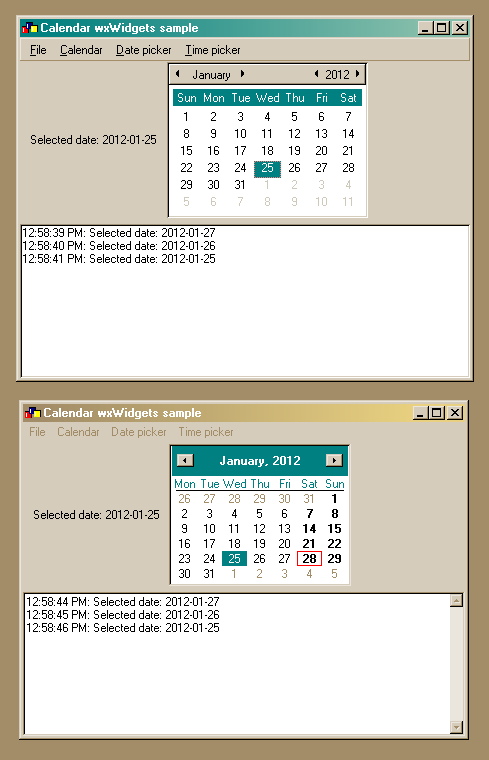 Calendar wxWidgets sample
File Calendar Date picker Time picker
January 2012
Sun Mon Tue Wed Thu Fri Sat
1 2 3 4 5 6 7
8 9 10 11 12 13 14
Selected date: 2012-01-25
15 16 17 18 19 20 21
22 23 24 25 26 27 28
29 30 31 1 2 3 4
5 6 7 8 9 10 11
12:58:39 PM: Selected date: 2012-01-27
12:58:40 PM: Selected date: 2012-01-26
12:58:41 PM: Selected date: 2012-01-25
Calendar wxWidgets sample
File Calendar Date picker Time picker
January, 2012
Mon Tue Wed Thu Fri Sat Sun
26 27 28 29 30 31 1
2 3 4 5 6 7 8
Selected date: 2012-01-25
9 10 11 12 13 14 15
16 17 18 19 20 21 22
23 24 25 26 27 28 29
30 31 1 2 3 4 5
12:58:44 PM: Selected date: 2012-01-27
12:58:45 PM: Selected date: 2012-01-26
12:58:46 PM: Selected date: 2012-01-25